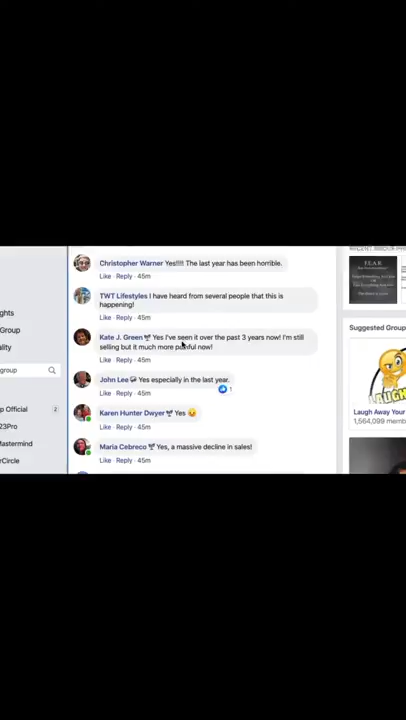 Christopher Warner Yes!!!! The last year has been horrible.
Like · Reply · 45m
TWT Lifestyles I have heard from several people that this is
happening!
Like · Reply · 45m
Kate J. Green Yes I've seen it over the past 3 years now! I'm still
selling but it much more painful now!
Like · Reply · 45m
John Lee Yes especially in the last year.
1
Like · Reply · 45m
Karen Hunter Dwyer Yes 😣
Like · Reply · 45m
Maria Cebreco Yes, a massive decline in sales!
Like · Reply · 45m
ghts
Group
ality
group
p Official 2
23Pro
Mastermind
rCircle
F.E.A.R
Suggested Group
LAUGH
Laugh Away Your
1,564,099 memb